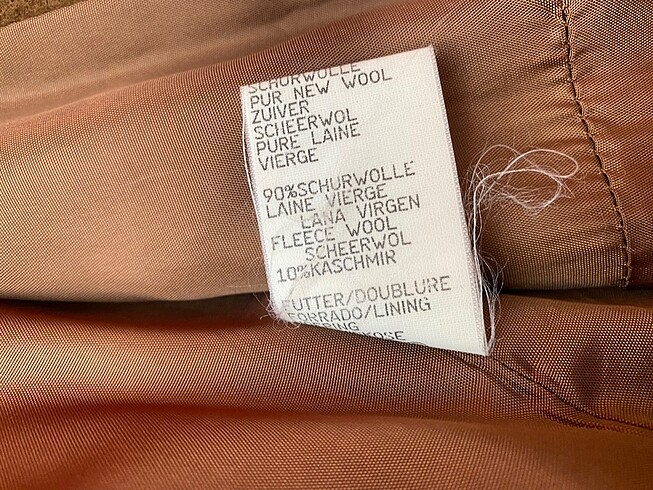 SCHURWOLLE
PUR NEW WOOL
ZUIVER
SCHEERWOL
PURE LAINE
VIERGE
90%SCHURWOLLE
LAINE VIERGE
LANA VIRGEN
FLEECE WOOL
SCHEERWOL
10%KASCHMIR
FUTTER/DOUBLURE
FORRADO/LINING